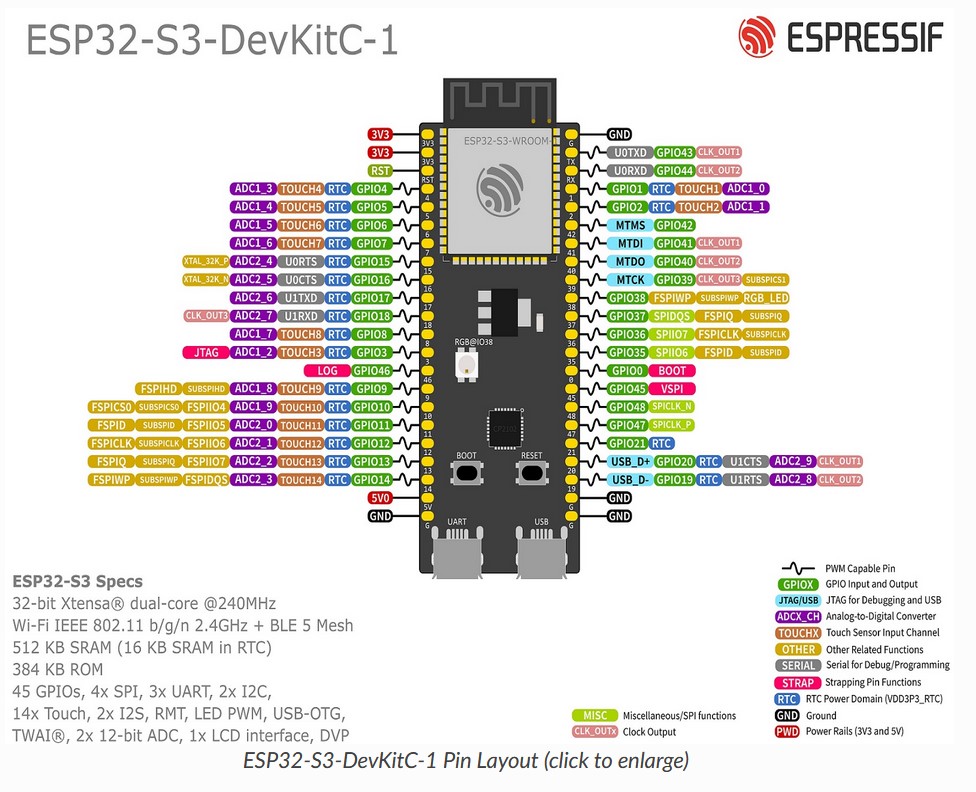 ESP32-S3-DevKitC-1
ESPRESSIF
ESP32-S3-WROOM-1
3V3 3V3 GND
3V3 3V3 G
RST RST TX U0TXD GPIO43 CLK_OUT1
RX U0RXD GPIO44 CLK_OUT2
ADC1_3 TOUCH4 RTC GPIO4 4 1 GPIO1 RTC TOUCH1 ADC1_0
ADC1_4 TOUCH5 RTC GPIO5 5 2 GPIO2 RTC TOUCH2 ADC1_1
ADC1_5 TOUCH6 RTC GPIO6 6 42 MTMS GPIO42
ADC1_6 TOUCH7 RTC GPIO7 7 41 MTDI GPIO41 CLK_OUT1
XTAL_32K_P ADC2_4 U0RTS RTC GPIO15 15 40 MTDO GPIO40 CLK_OUT2
XTAL_32K_N ADC2_5 U0CTS RTC GPIO16 16 39 MTCK GPIO39 CLK_OUT3 SUBSPICS1
ADC2_6 U1TXD RTC GPIO17 17 38 GPIO38 FSPIWP SUBSPIWP RGB_LED
CLK_OUT3 ADC2_7 U1RXD RTC GPIO18 18 37 GPIO37 SPIDQS FSPIQ SUBSPIQ
ADC1_7 TOUCH8 RTC GPIO8 8 36 GPIO36 SPIIO7 FSPICLK SUBSPICLK
RGB@IO38
JTAG ADC1_2 TOUCH3 RTC GPIO3 3 35 GPIO35 SPIIO6 FSPID SUBSPID
LOG GPIO46 46 0 GPIO0 BOOT
ADC1_8 FSPIHD SUBSPIHD TOUCH9 RTC GPIO9 9 45 GPIO45 VSPI
FSPICS0 SUBSPICS0 FSPIIO4 ADC1_9 TOUCH10 RTC GPIO10 10 48 GPIO48 SPICLK_N
FSPID SUBSPID FSPIIO5 ADC2_0 TOUCH11 RTC GPIO11 11 47 GPIO47 SPICLK_P
CP2102
FSPICLK SUBSPICLK FSPIIO6 ADC2_1 TOUCH12 RTC GPIO12 12 21 GPIO21 RTC
BOOT RESET
FSPIQ SUBSPIQ FSPIIO7 ADC2_2 TOUCH13 RTC GPIO13 13 20 USB_D+ GPIO20 RTC U1CTS ADC2_9 CLK_OUT1
FSPIWP SUBSPIWP FSPIDQS ADC2_3 TOUCH14 RTC GPIO14 14 19 USB_D- GPIO19 RTC U1RTS ADC2_8 CLK_OUT2
5V0 5V G GND
GND G G GND
UART USB
ESP32-S3 Specs
32-bit Xtensa® dual-core @240MHz
Wi-Fi IEEE 802.11 b/g/n 2.4GHz + BLE 5 Mesh
512 KB SRAM (16 KB SRAM in RTC)
384 KB ROM
45 GPIOs, 4x SPI, 3x UART, 2x I2C,
14x Touch, 2x I2S, RMT, LED PWM, USB-OTG,
TWAI®, 2x 12-bit ADC, 1x LCD interface, DVP
MISC Miscellaneous/SPI functions
CLK_OUTx Clock Output
PWM Capable Pin
GPIOX GPIO Input and Output
JTAG/USB JTAG for Debugging and USB
ADCX_CH Analog-to-Digital Converter
TOUCHX Touch Sensor Input Channel
OTHER Other Related Functions
SERIAL Serial for Debug/Programming
STRAP Strapping Pin Functions
RTC RTC Power Domain (VDD3P3_RTC)
GND Ground
PWD Power Rails (3V3 and 5V)
ESP32-S3-DevKitC-1 Pin Layout (click to enlarge)